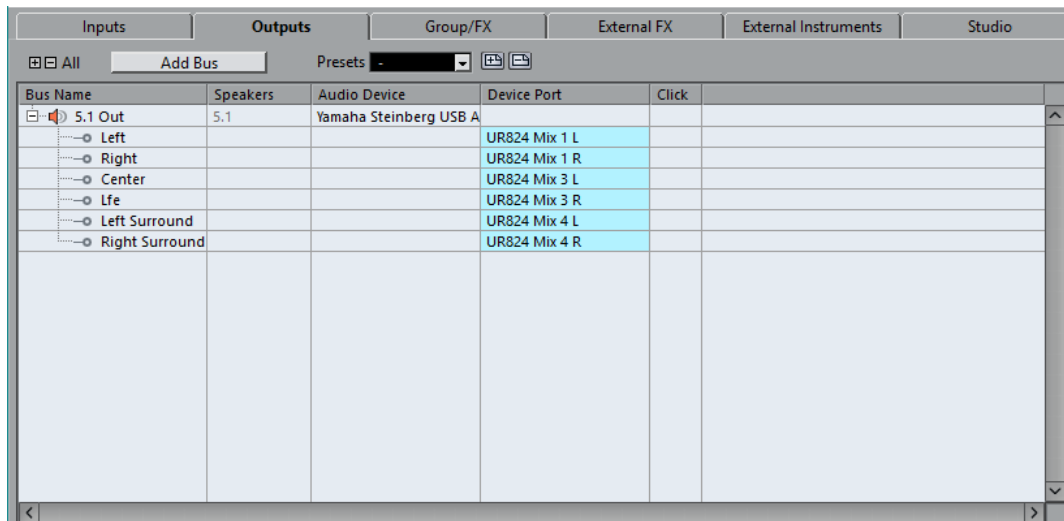 Inputs Outputs Group/FX External FX External Instruments Studio
All Add Bus Presets -
Bus Name Speakers Audio Device Device Port Click
5.1 Out 5.1 Yamaha Steinberg USB A
Left UR824 Mix 1 L
Right UR824 Mix 1 R
Center UR824 Mix 3 L
Lfe UR824 Mix 3 R
Left Surround UR824 Mix 4 L
Right Surround UR824 Mix 4 R